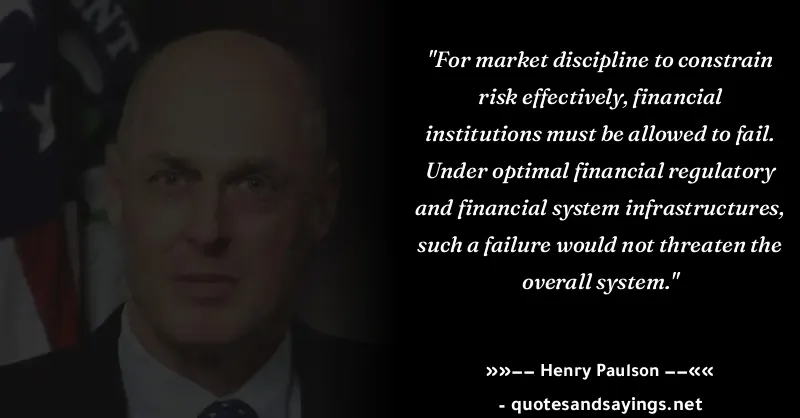 ENT
"For market discipline to constrain
risk effectively, financial
institutions must be allowed to fail.
Under optimal financial regulatory
and financial system infrastructures,
such a failure would not threaten the
overall system."
»»–– Henry Paulson ––««
- quotesandsayings.net